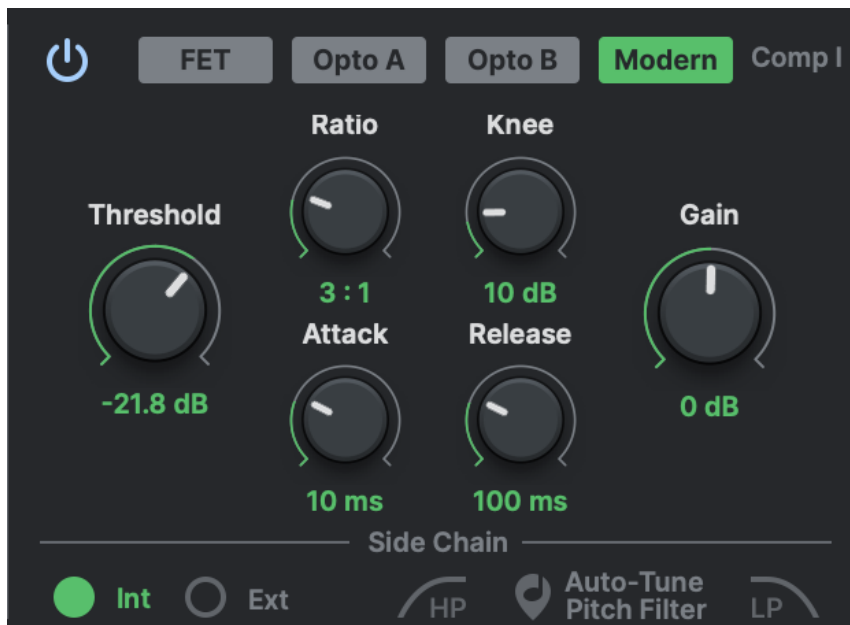 FET Opto A Opto B Modern Comp I
Ratio Knee
Threshold Gain
3 : 1 10 dB
Attack Release
-21.8 dB 0 dB
10 ms 100 ms
Side Chain
Int Ext HP Auto-Tune
Pitch Filter LP